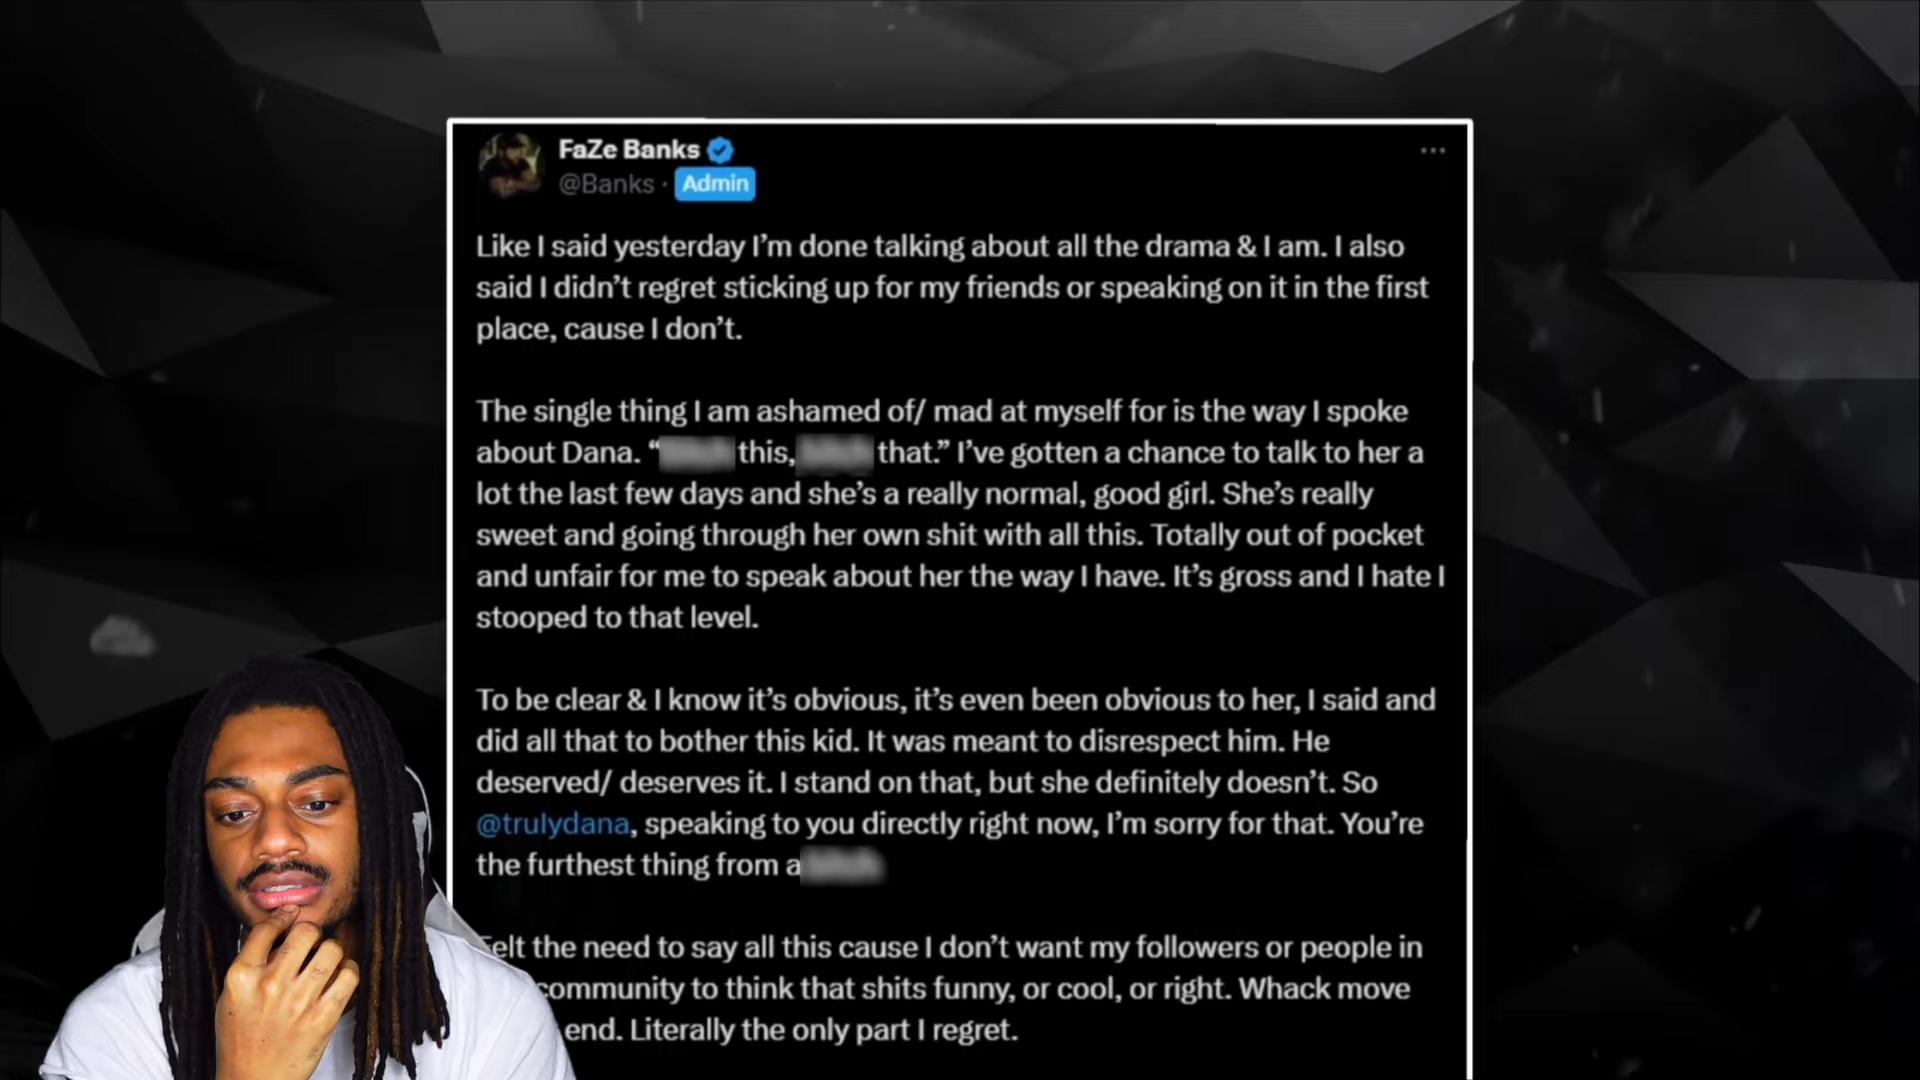 FaZe Banks
@Banks · Admin
Like I said yesterday I'm done talking about all the drama & I am. I also
said I didn't regret sticking up for my friends or speaking on it in the first
place, cause I don't.
The single thing I am ashamed of/ mad at myself for is the way I spoke
about Dana. " this, that." I've gotten a chance to talk to her a
lot the last few days and she's a really normal, good girl. She's really
sweet and going through her own shit with all this. Totally out of pocket
and unfair for me to speak about her the way I have. It's gross and I hate I
stooped to that level.
To be clear & I know it's obvious, it's even been obvious to her, I said and
did all that to bother this kid. It was meant to disrespect him. He
deserved/ deserves it. I stand on that, but she definitely doesn't. So
@trulydana, speaking to you directly right now, I'm sorry for that. You're
the furthest thing from a
Felt the need to say all this cause I don't want my followers or people in
community to think that shits funny, or cool, or right. Whack move
end. Literally the only part I regret.